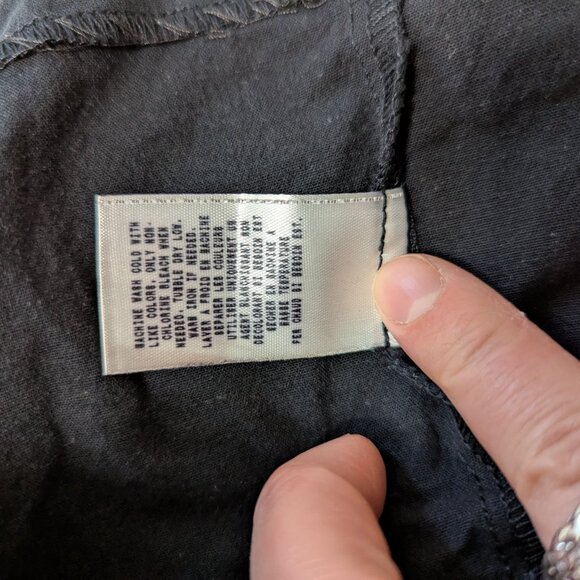 MACHINE WASH COLD WITH
LIKE COLORS. ONLY NON-
CHLORINE BLEACH WHEN
NEEDED. TUMBLE DRY LOW.
WARM IRON IF NEEDED.
LAVER A FROID EN MACHINE
SEPARER LES COULEURS
UTILISER UNIQUEMENT UN
AGENT BLANCHISSANT NON
DECOLORANT SI BESOIN EST
SECHER EN MACHINE A
BASSE TEMPERATURE
FER CHAUD SI BESOIN EST.